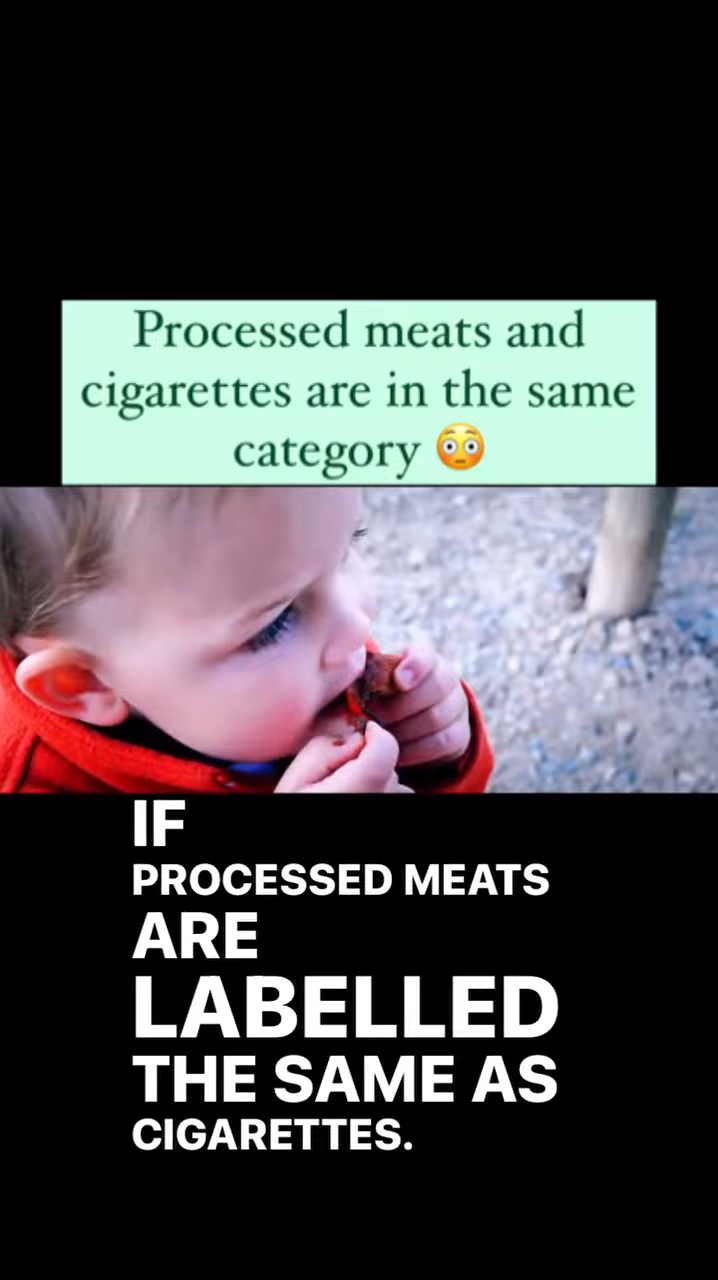 Processed meats and
cigarettes are in the same
category 😳
IF
PROCESSED MEATS
ARE
LABELLED
THE SAME AS
CIGARETTES.